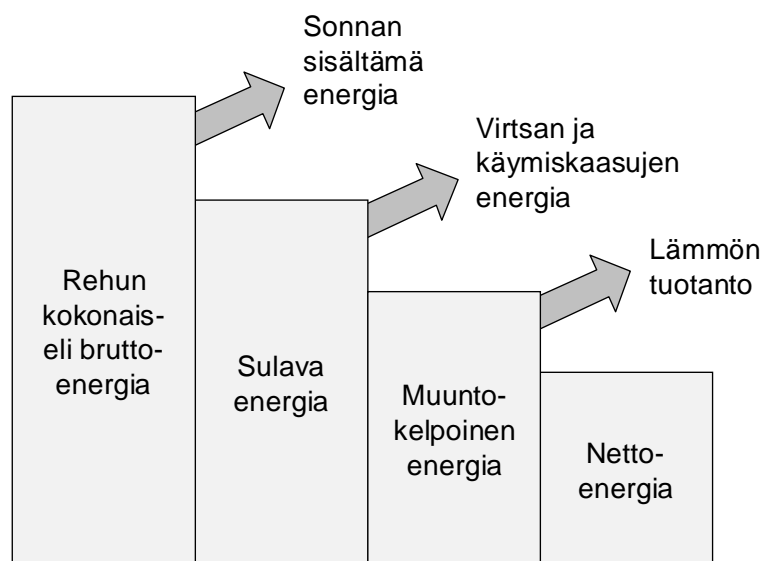 Sonnan
sisältämä
energia
Virtsan ja
käymiskaasujen
energia
Lämmön
tuotanto
Rehun
kokonais-
eli brutto-
energia
Sulava
energia
Muunto-
kelpoinen
energia
Netto-
energia